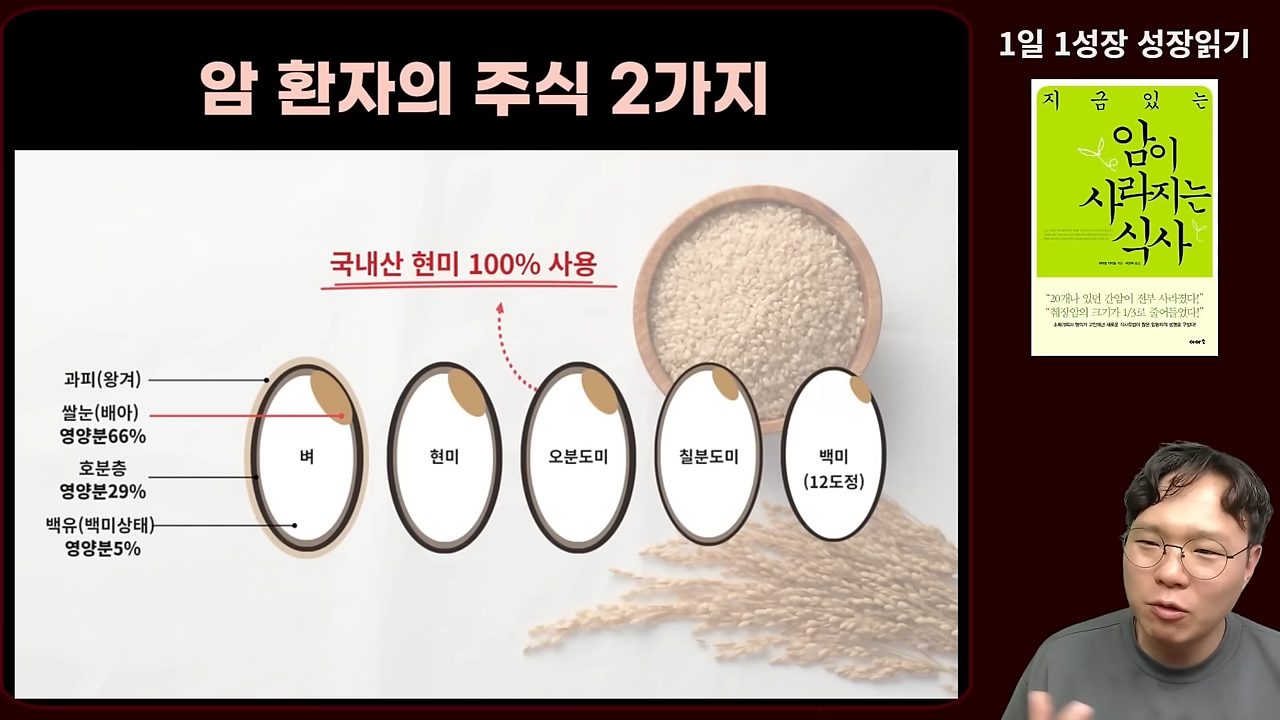 암 환자의 주식 2가지
1일 1성장 성장읽기
지금있는
암이
사라지는
식사
“20개나 있던 간암이 전부 사라졌다!”
“췌장암의 크기가 1/3로 줄어들었다!”
국내산 현미 100% 사용
과피(왕겨)
쌀눈(배아)
영양분66%
호분층
영양분29%
백유(백미상태)
영양분5%
벼
현미
오분도미
칠분도미
백미
(12도정)